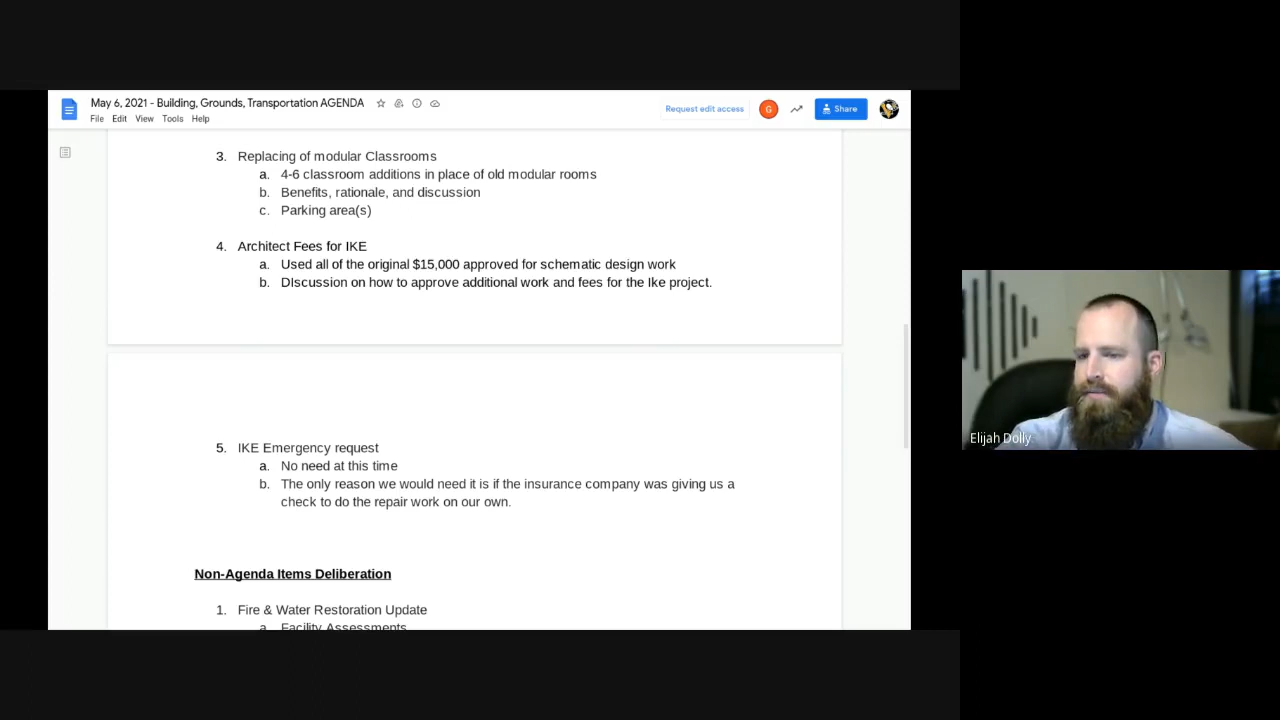 May 6, 2021 - Building, Grounds, Transportation AGENDA
File Edit View Tools Help
Request edit access
G
Share
3. Replacing of modular Classrooms
a. 4-6 classroom additions in place of old modular rooms
b. Benefits, rationale, and discussion
c. Parking area(s)
4. Architect Fees for IKE
a. Used all of the original $15,000 approved for schematic design work
b. DIscussion on how to approve additional work and fees for the Ike project.
5. IKE Emergency request
a. No need at this time
b. The only reason we would need it is if the insurance company was giving us a
check to do the repair work on our own.
Non-Agenda Items Deliberation
1. Fire & Water Restoration Update
a. Facility Assessments
Elijah Dolly